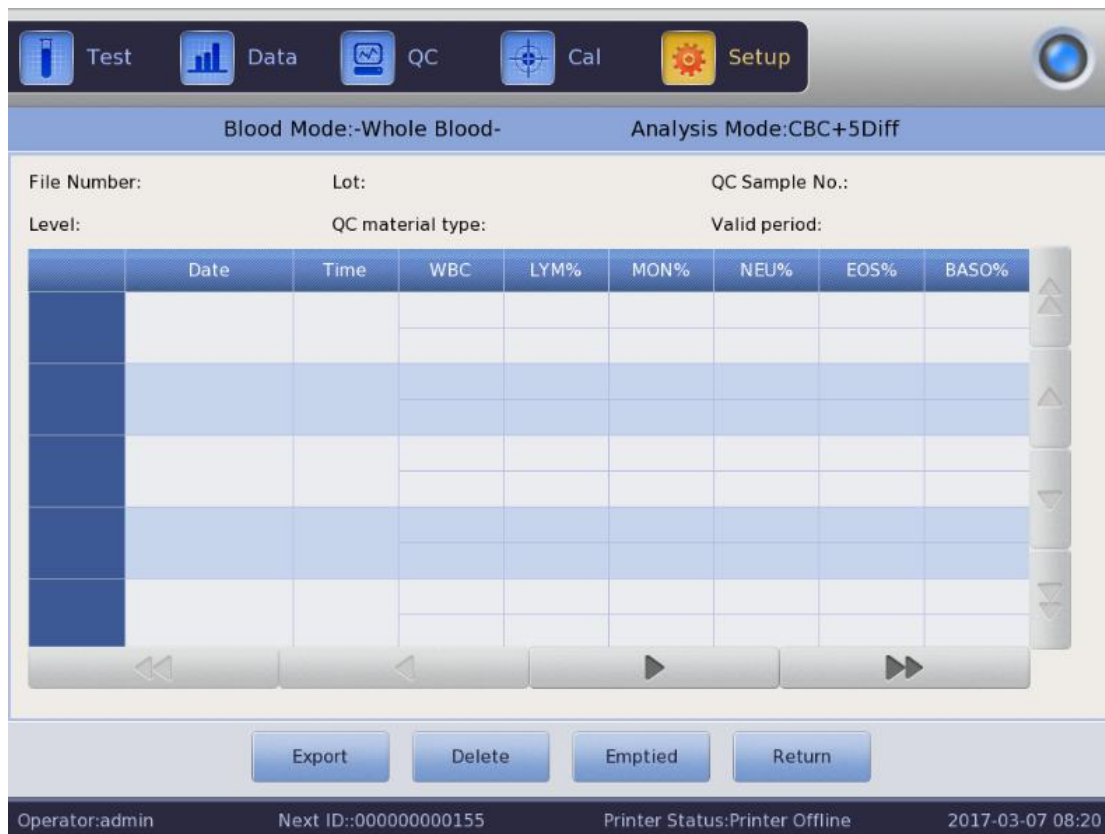 Test Data QC Cal Setup
Blood Mode:-Whole Blood- Analysis Mode:CBC+5Diff
File Number: Lot: QC Sample No.:
Level: QC material type: Valid period:
Date Time WBC LYM% MON% NEU% EOS% BASO%
Export Delete Emptied Return
Operator:admin Next ID::000000000155 Printer Status:Printer Offline 2017-03-07 08:20